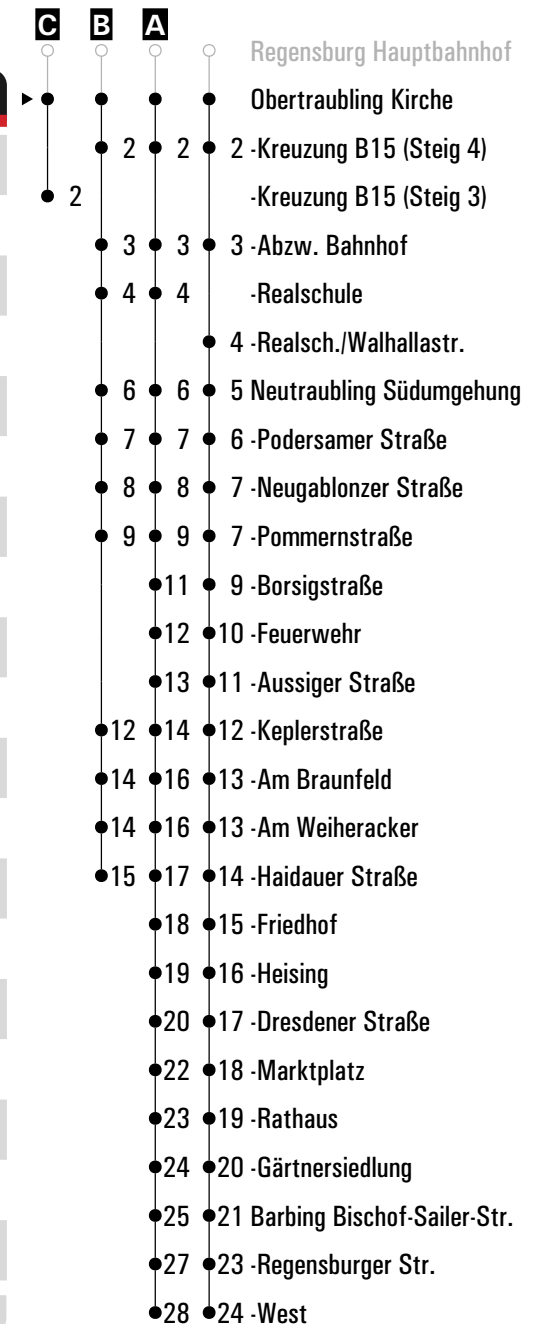 C B A
Regensburg Hauptbahnhof
Obertraubling Kirche
2 2 2 -Kreuzung B15 (Steig 4)
2 -Kreuzung B15 (Steig 3)
3 3 3 -Abzw. Bahnhof
4 4 -Realschule
4 -Realsch./Walhallastr.
6 6 5 Neutraubling Südumgehung
7 7 6 -Podersamer Straße
8 8 7 -Neugablonzer Straße
9 9 7 -Pommernstraße
11 9 -Borsigstraße
12 10 -Feuerwehr
13 11 -Aussiger Straße
12 14 12 -Keplerstraße
14 16 13 -Am Braunfeld
14 16 13 -Am Weiheracker
15 17 14 -Haidauer Straße
18 15 -Friedhof
19 16 -Heising
20 17 -Dresdener Straße
22 18 -Marktplatz
23 19 -Rathaus
24 20 -Gärtnersiedlung
25 21 Barbing Bischof-Sailer-Str.
27 23 -Regensburger Str.
28 24 -West